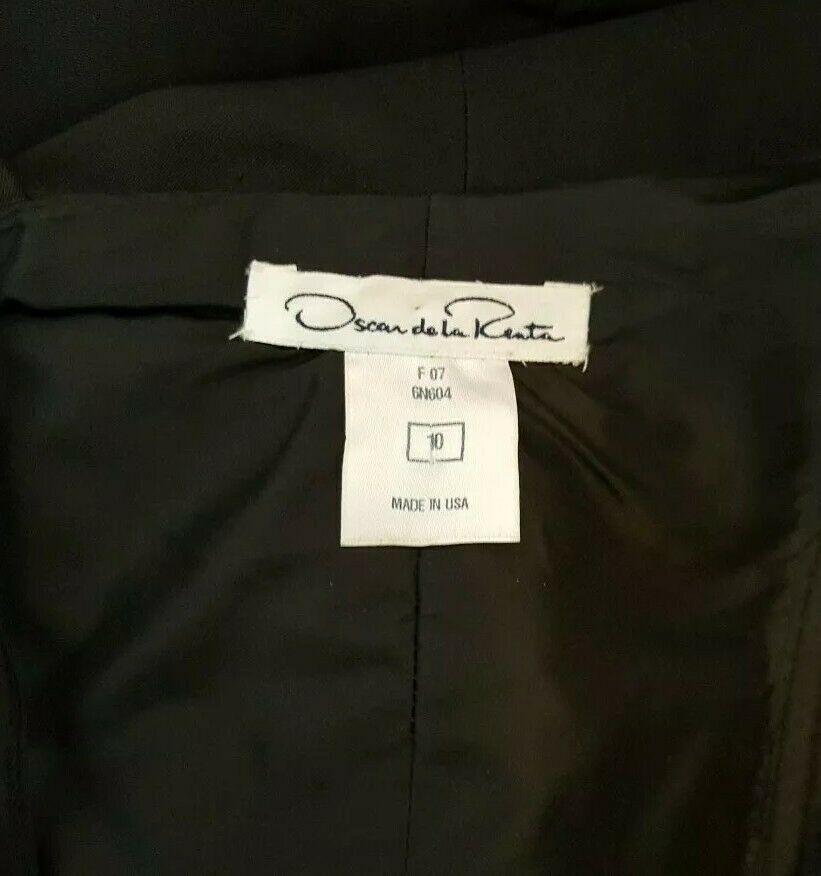 Oscar de la Renta
F 07
6N604
10
MADE IN USA